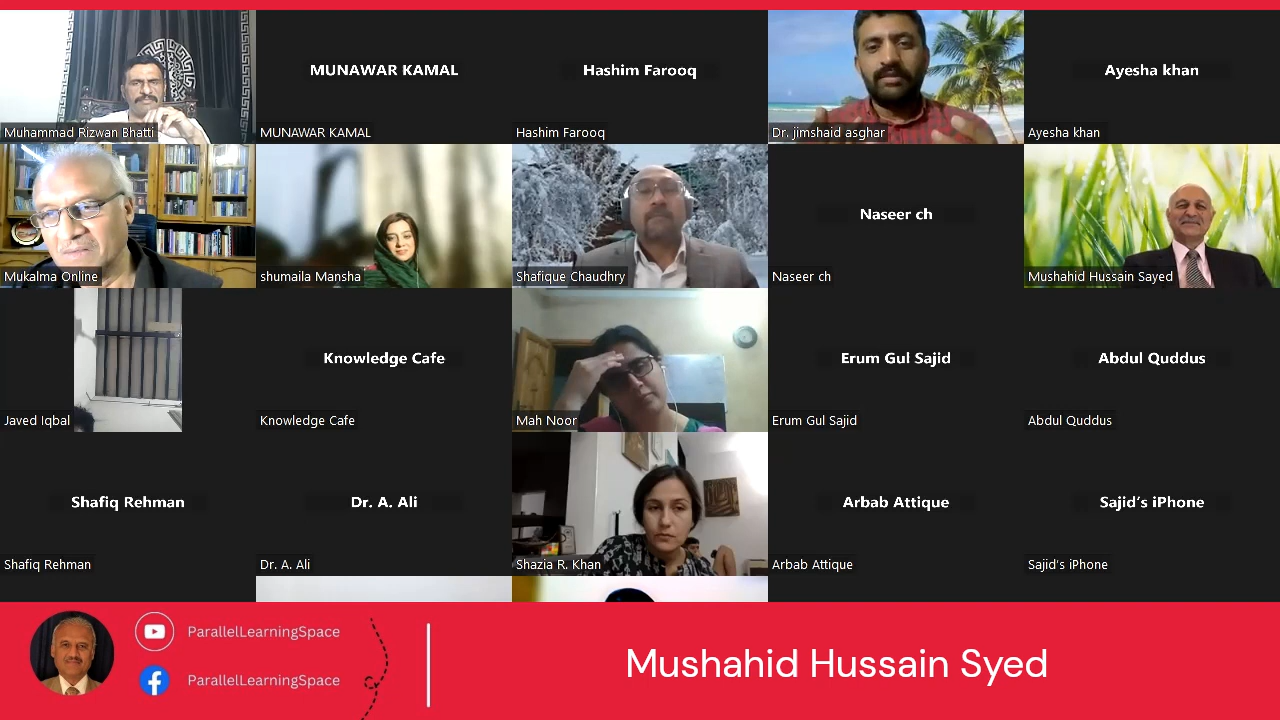 MUNAWAR KAMAL
Hashim Farooq
Ayesha khan
Muhammad Rizwan Bhatti
MUNAWAR KAMAL
Hashim Farooq
Dr. jimshaid asghar
Ayesha khan
Naseer ch
Mukalma Online
shumaila Mansha
Shafique Chaudhry
Naseer ch
Mushahid Hussain Sayed
Knowledge Cafe
Erum Gul Sajid
Abdul Quddus
Javed Iqbal
Knowledge Cafe
Mah Noor
Erum Gul Sajid
Abdul Quddus
Shafiq Rehman
Dr. A. Ali
Arbab Attique
Sajid's iPhone
Shafiq Rehman
Dr. A. Ali
Shazia R. Khan
Arbab Attique
Sajid's iPhone
ParallelLearningSpace
ParallelLearningSpace
Mushahid Hussain Syed